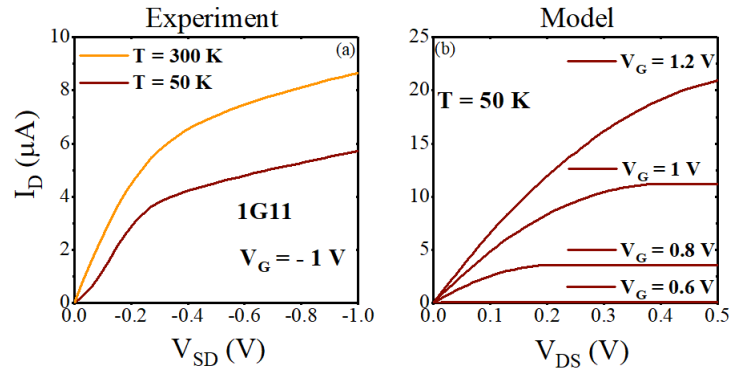 Experiment
(a)
T = 300 K
T = 50 K
1G11
V_G = - 1 V
I_D (µA)
10
8
6
4
2
0
0.0 -0.2 -0.4 -0.6 -0.8 -1.0
V_SD (V)
Model
(b)
V_G = 1.2 V
T = 50 K
V_G = 1 V
V_G = 0.8 V
V_G = 0.6 V
25
20
15
10
5
0
0.0 0.1 0.2 0.3 0.4 0.5
V_DS (V)